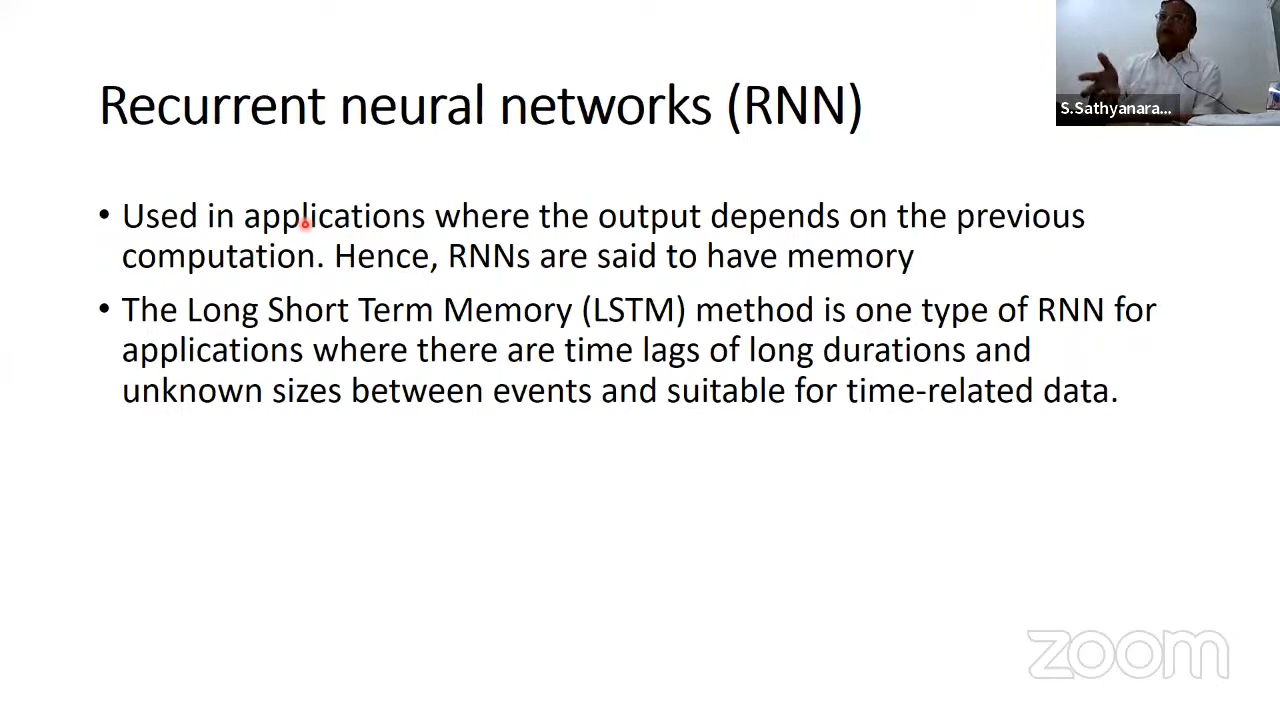 Recurrent neural networks (RNN)
S.Sathyanara...
• Used in applications where the output depends on the previous
computation. Hence, RNNs are said to have memory
• The Long Short Term Memory (LSTM) method is one type of RNN for
applications where there are time lags of long durations and
unknown sizes between events and suitable for time-related data.
zoom